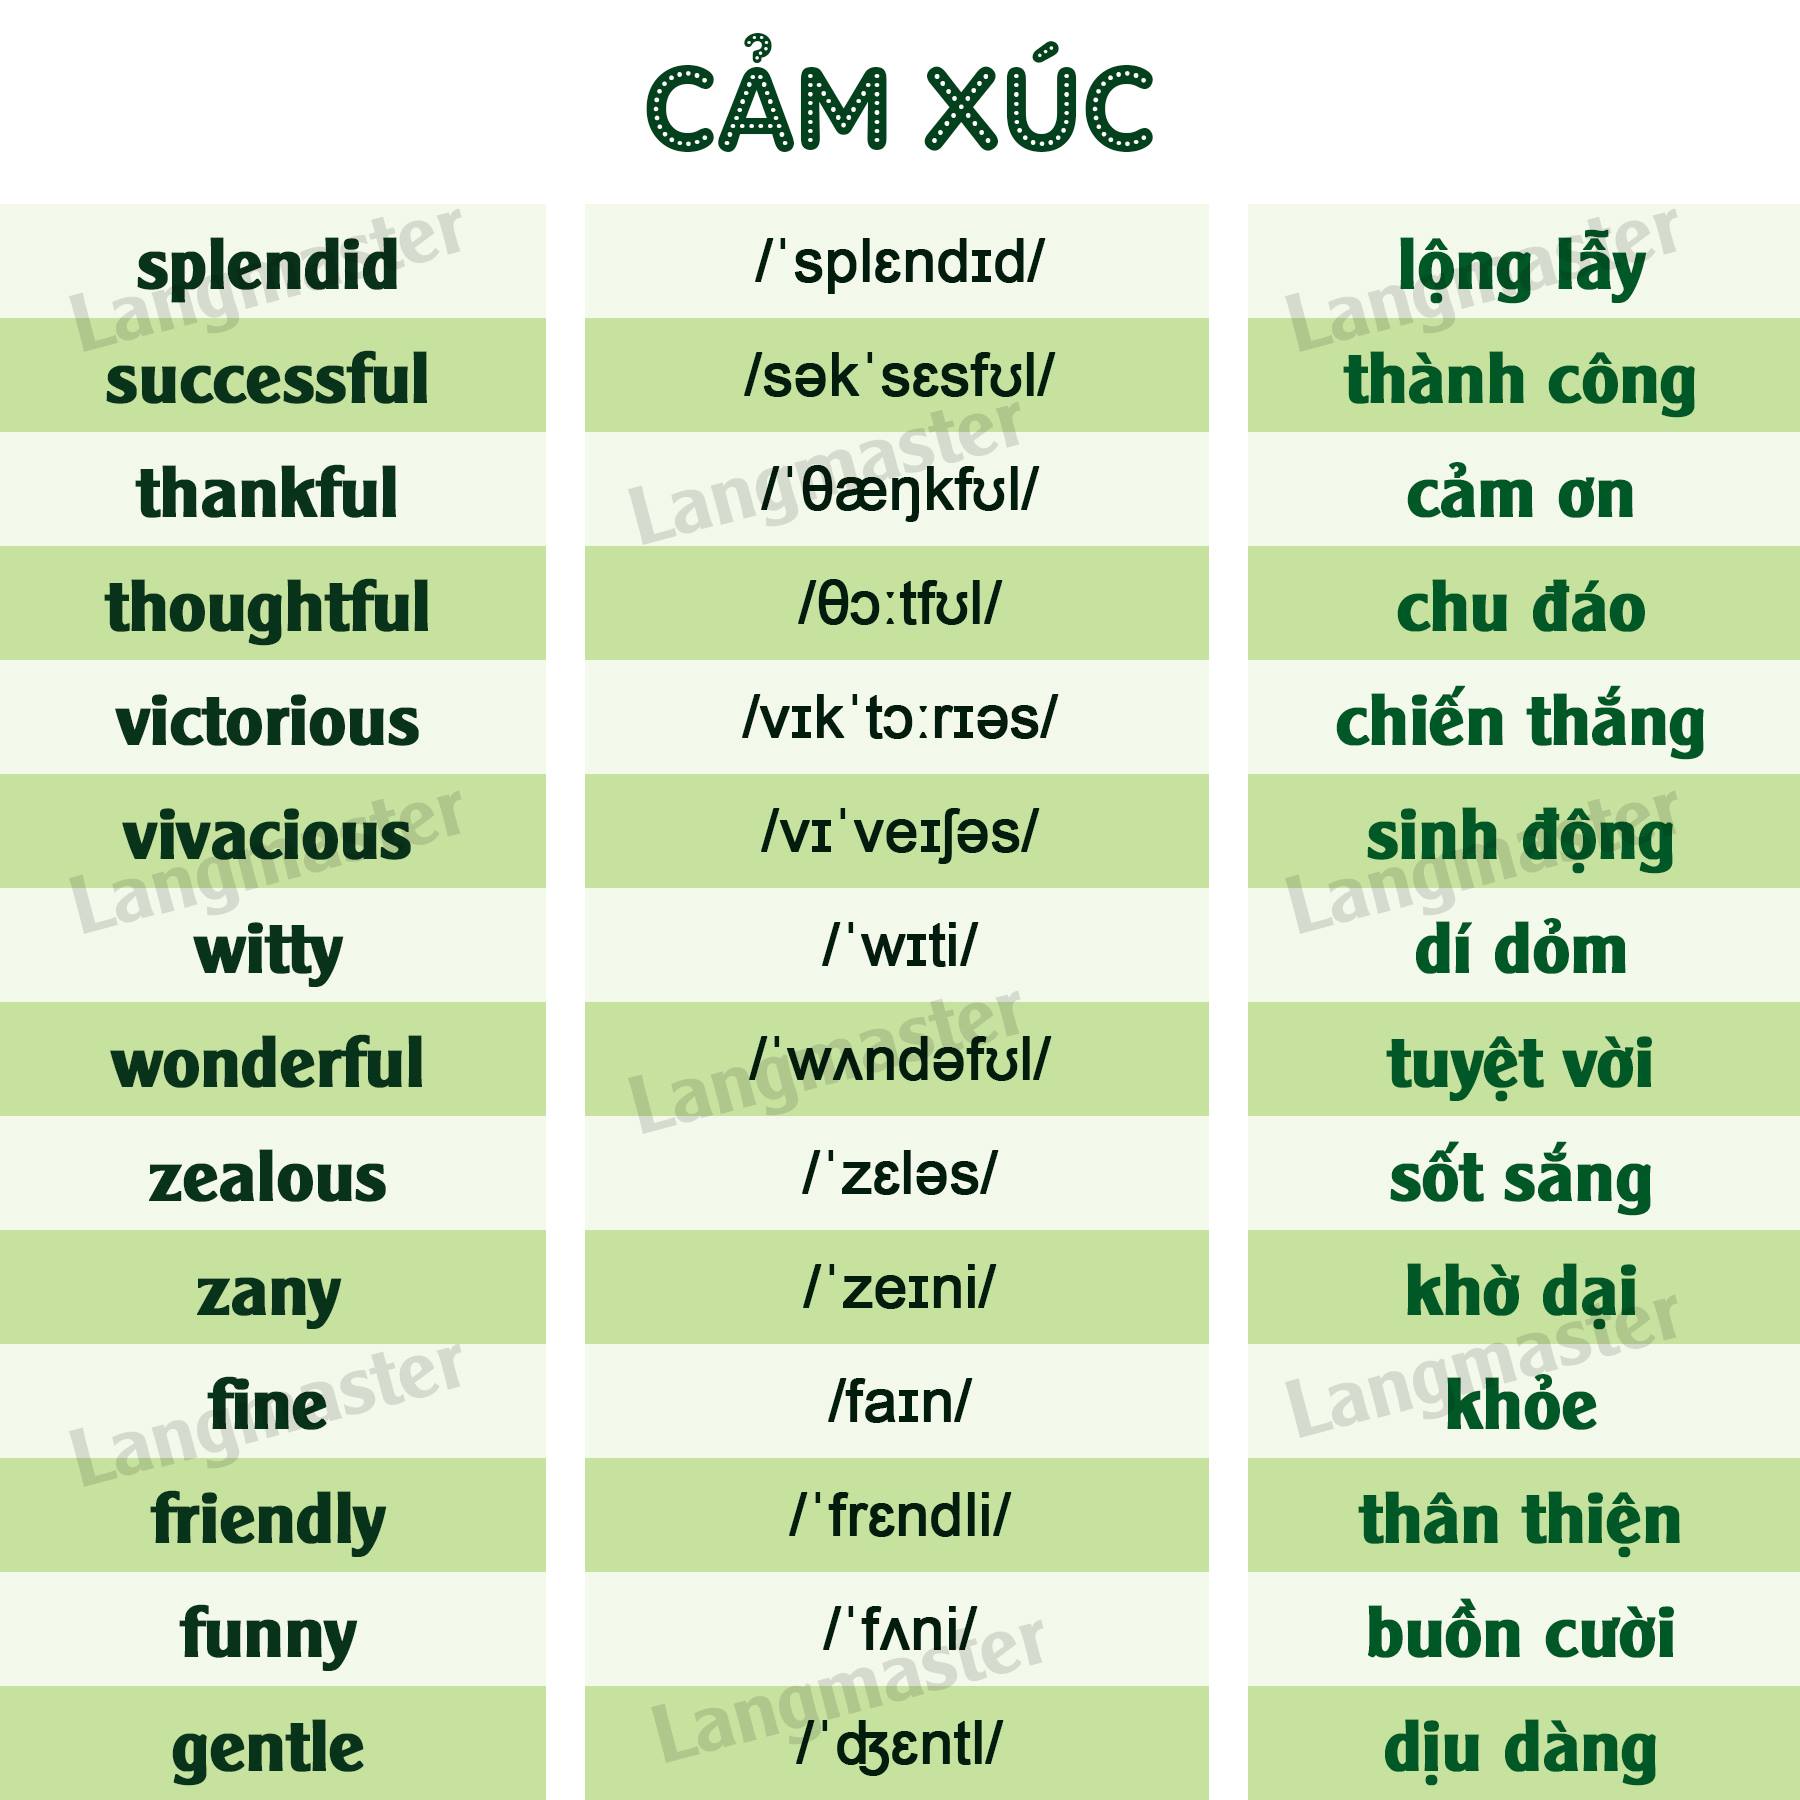 CẢM XÚC
splendid /ˈsplɛndɪd/ lộng lẫy
successful /səkˈsɛsfʊl/ thành công
thankful /ˈθæŋkfʊl/ cảm ơn
thoughtful /θɔːtfʊl/ chu đáo
victorious /vɪkˈtɔːrɪəs/ chiến thắng
vivacious /vɪˈveɪʃəs/ sinh động
witty /ˈwɪti/ dí dỏm
wonderful /ˈwʌndəfʊl/ tuyệt vời
zealous /ˈzɛləs/ sốt sắng
zany /ˈzeɪni/ khờ dại
fine /faɪn/ khỏe
friendly /ˈfrɛndli/ thân thiện
funny /ˈfʌni/ buồn cười
gentle /ˈʤɛntl/ dịu dàng
Langmaster
Langmaster
Langmaster
Langmaster
Langmaster
Langmaster
Langmaster
Langmaster
Langmaster